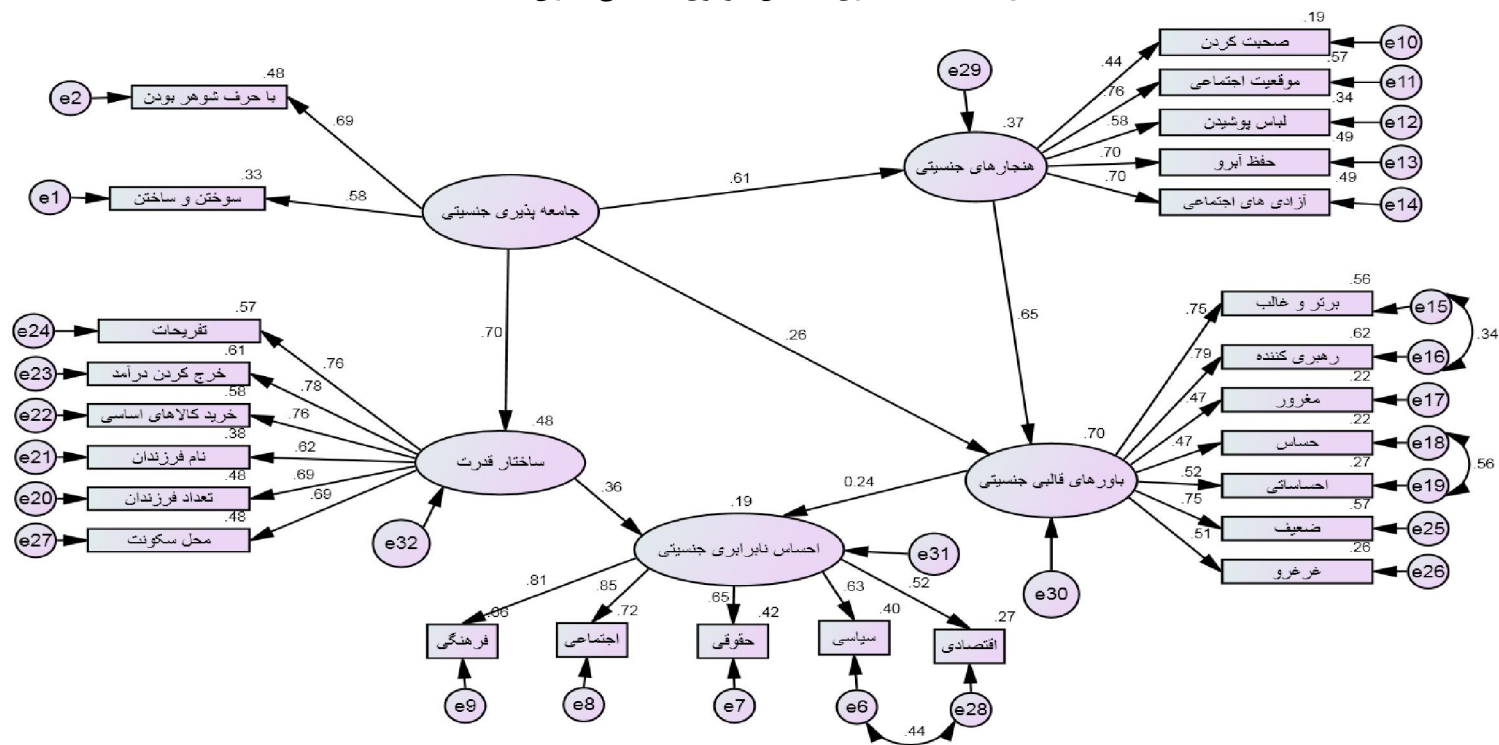 .48
e2
با حرف شوهر بودن
.69
.33
e1
سوختن و ساختن
.58
جامعه پذیری جنسیتی
.61
.70
.26
e29
.37
هنجارهای جنسیتی
.65
.44
.76
.58
.70
.70
.19
صحبت کردن
e10
.57
موقعیت اجتماعی
e11
.34
لباس پوشیدن
e12
.49
حفظ آبرو
e13
.49
آزادی های اجتماعی
e14
.57
e24
تفریحات
.76
.61
e23
خرج کردن درآمد
.78
.58
e22
خرید کالاهای اساسی
.76
.38
e21
نام فرزندان
.62
.48
e20
تعداد فرزندان
.69
.48
e27
محل سکونت
.69
.48
ساختار قدرت
e32
.36
.70
باورهای قالبی جنسیتی
e30
0.24
.75
.79
.47
.47
.52
.75
.51
.56
برتر و غالب
e15
.34
.62
رهبری کننده
e16
.22
مغرور
e17
.22
حساس
e18
.56
.27
احساساتی
e19
.57
ضعیف
e25
.26
غرغرو
e26
.19
احساس نابرابری جنسیتی
e31
.81
.85
.65
.63
.52
.66
.72
.42
.40
.27
فرهنگی
اجتماعی
حقوقی
سیاسی
اقتصادی
e9
e8
e7
e6
e28
.44